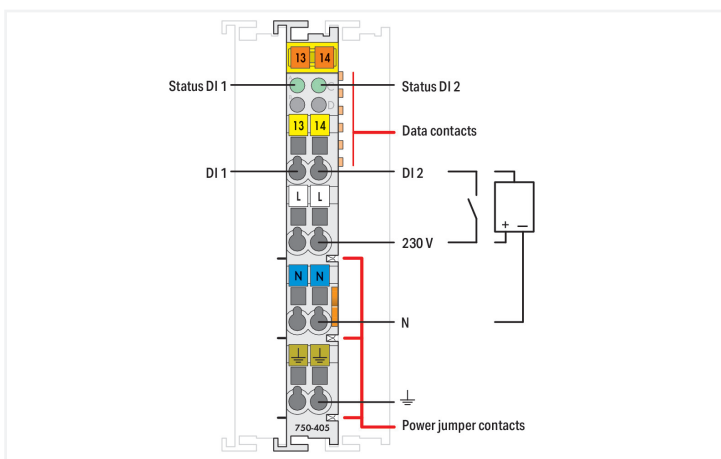 13 14
Status DI 1
C
Status DI 2
D
13 14
Data contacts
DI 1
DI 2
L L
+ −
230 V
N N
N
Power jumper contacts
750-405